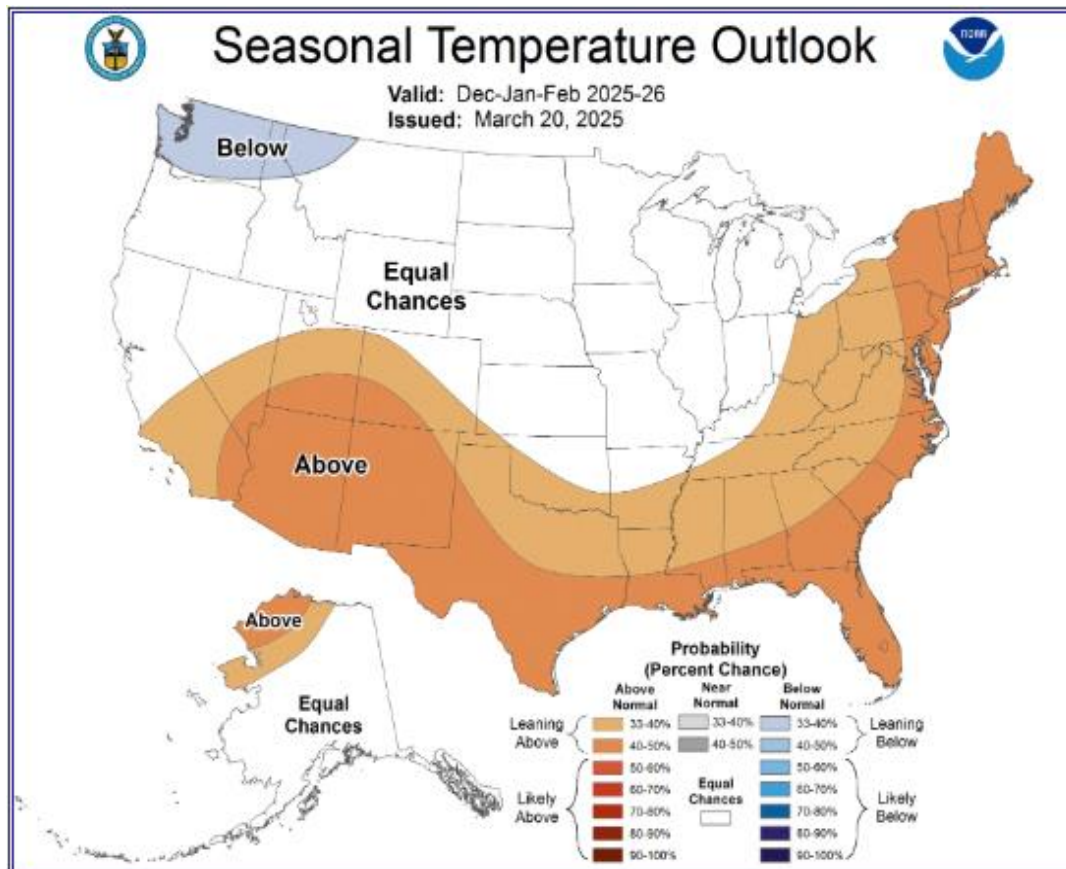 Seasonal Temperature Outlook
NOAA
Valid: Dec-Jan-Feb 2025-26
Issued: March 20, 2025
Below
Equal
Chances
Above
Above
Equal
Chances
Probability
(Percent Chance)
Above
Normal
Near
Normal
Below
Normal
Leaning
Above
33-40%
40-50%
33-40%
40-50%
33-40%
40-50%
Leaning
Below
Likely
Above
50-60%
60-70%
70-80%
80-90%
90-100%
Equal
Chances
50-60%
60-70%
70-80%
80-90%
90-100%
Likely
Below